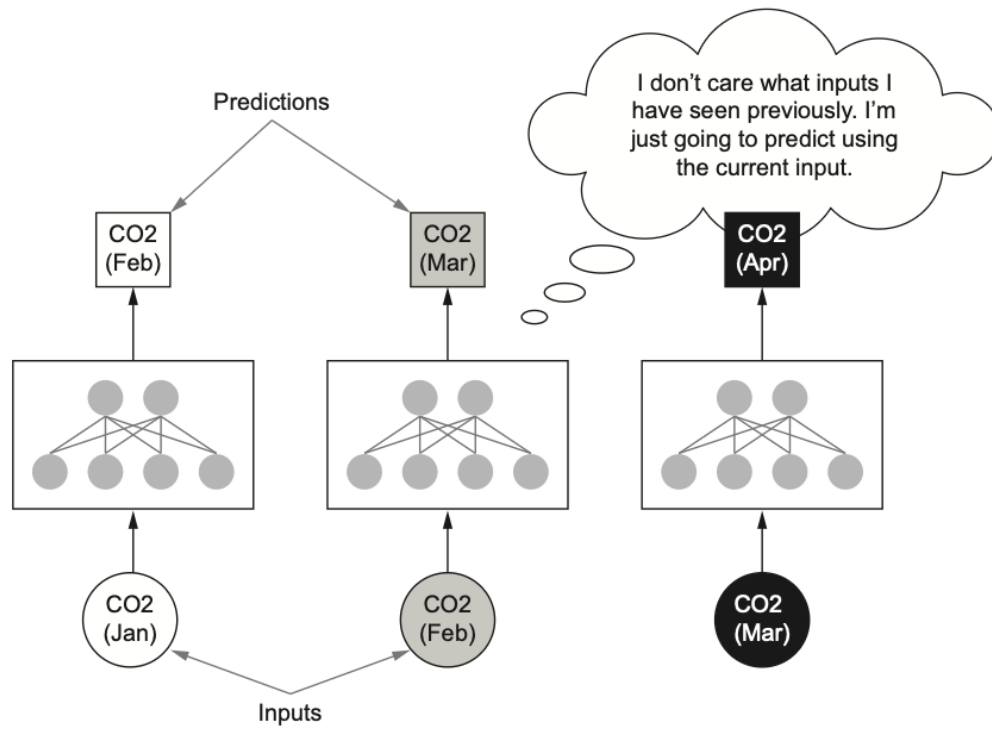 I don't care what inputs I
have seen previously. I'm
just going to predict using
the current input.
Predictions
CO2
(Feb)
CO2
(Mar)
CO2
(Apr)
CO2
(Jan)
CO2
(Feb)
CO2
(Mar)
Inputs